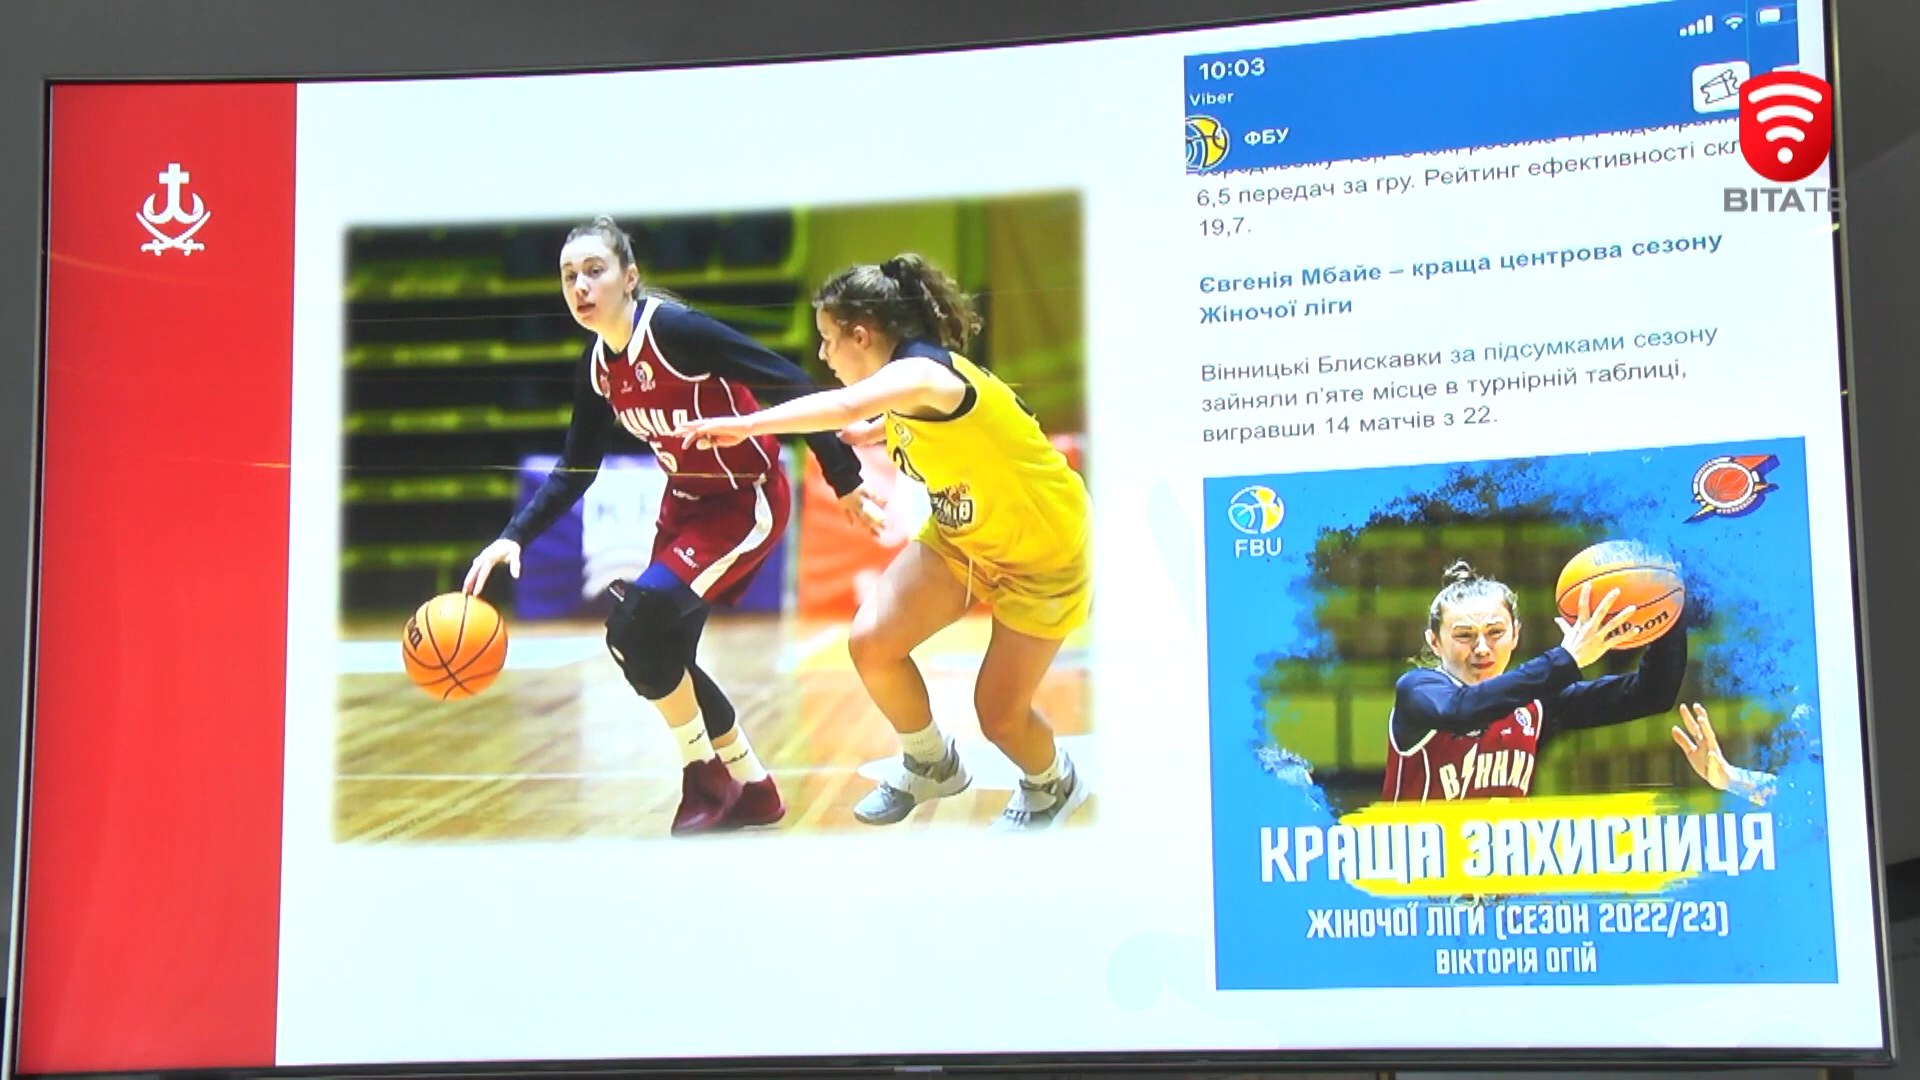 10:03
Viber
ФБУ
6,5 передач за гру. Рейтинг ефективності скл
19,7.
Євгенія Мбайе – краща центрова сезону
Жіночої ліги
Вінницькі Блискавки за підсумками сезону
зайняли п'яте місце в турнірній таблиці,
вигравши 14 матчів з 22.
FBU
ВІННИЦ
КРАЩА ЗАХИСНИЦЯ
ЖІНОЧОЇ ЛІГИ (СЕЗОН 2022/23)
ВІКТОРІЯ ОГІЙ
ВІТАТБ